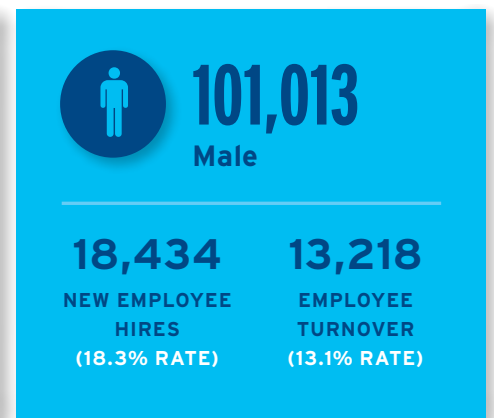 101,013
Male
18,434
NEW EMPLOYEE
HIRES
(18.3% RATE)
13,218
EMPLOYEE
TURNOVER
(13.1% RATE)